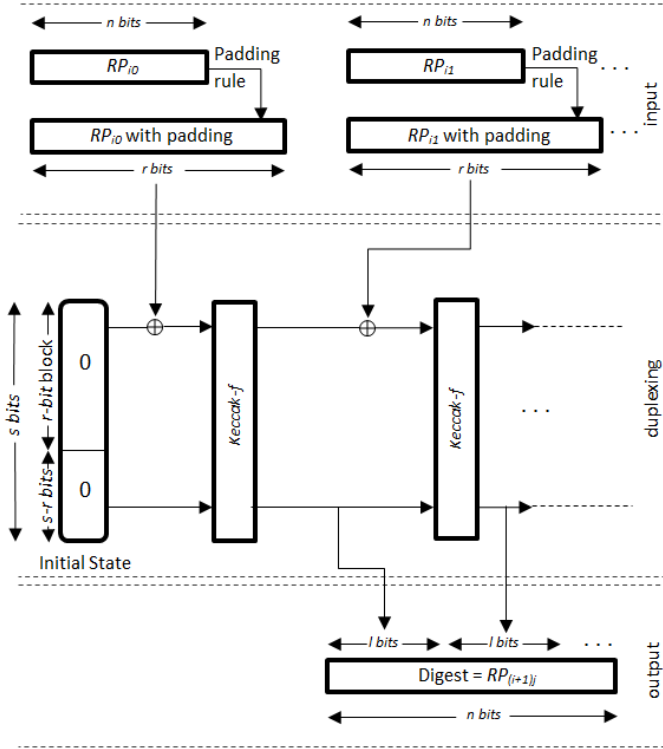 n bits
n bits
RPi0
Padding
rule
RPi1
Padding
rule
. . .
input
RPi0 with padding
RPi1 with padding
. . .
r bits
r bits
s bits
r-bit block
s-r bits
0
0
Keccak-f
Keccak-f
. . .
duplexing
Initial State
l bits
l bits
. . .
Digest = RP(i+1)j
n bits
output